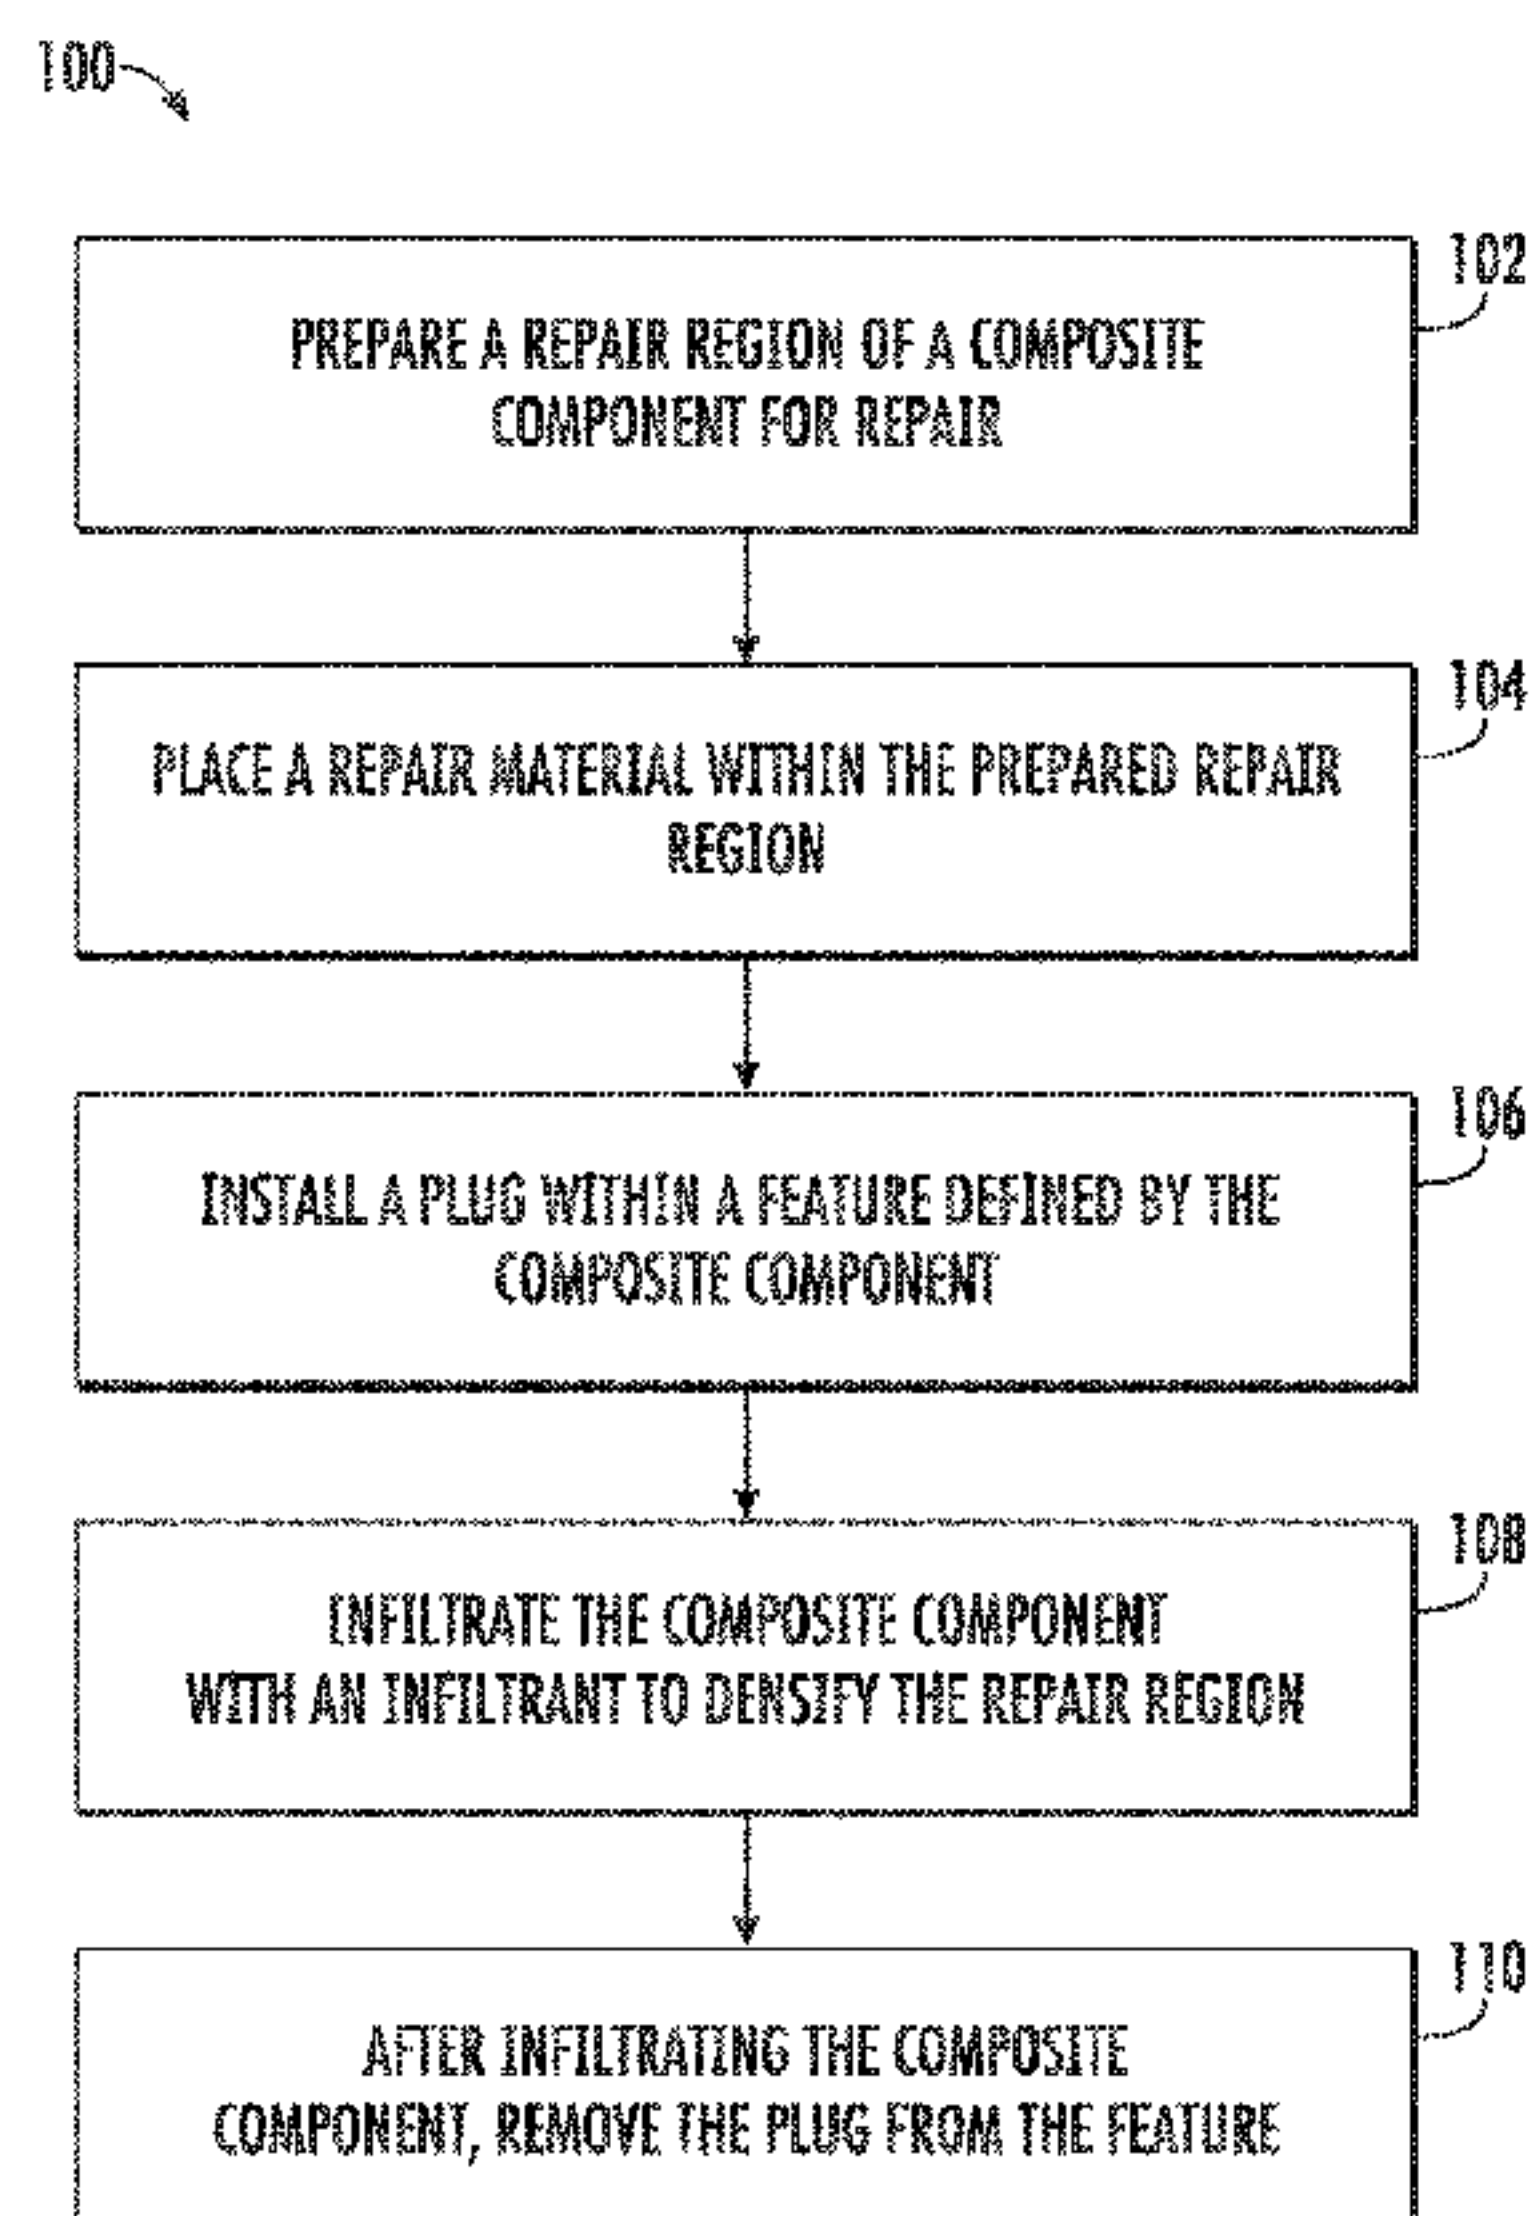 100
102
PREPARE A REPAIR REGION OF A COMPOSITE
COMPONENT FOR REPAIR
104
PLACE A REPAIR MATERIAL WITHIN THE PREPARED REPAIR
REGION
106
INSTALL A PLUG WITHIN A FEATURE DEFINED BY THE
COMPOSITE COMPONENT
108
INFILTRATE THE COMPOSITE COMPONENT
WITH AN INFILTRANT TO DENSIFY THE REPAIR REGION
110
AFTER INFILTRATING THE COMPOSITE
COMPONENT, REMOVE THE PLUG FROM THE FEATURE